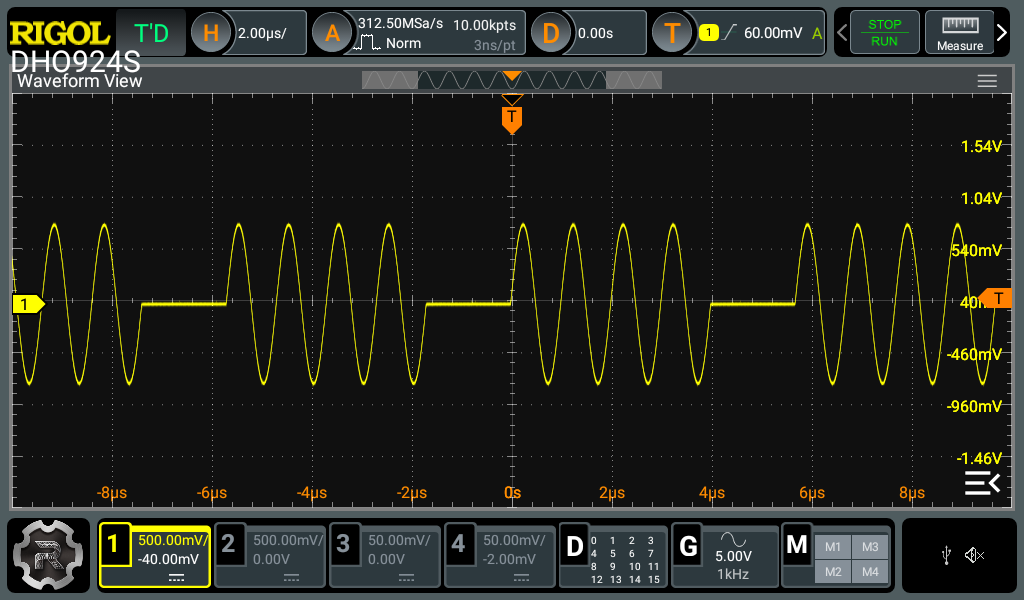 RIGOL T'D H 2.00µs/ A 312.50MSa/s 10.00kpts D 0.00s T 1 60.00mV A STOP
Norm 3ns/pt RUN Measure
DHO924S
Waveform View
T
1.54V
1.04V
540mV
1 40m T
-460mV
-960mV
-1.46V
-8µs -6µs -4µs -2µs 0s 2µs 4µs 6µs 8µs
1 500.00mV/ 2 500.00mV/ 3 50.00mV/ 4 50.00mV/ D 0 1 2 3 G 5.00V M M1 M3
-40.00mV 0.00V 0.00V -2.00mV 4 5 6 7 1kHz M2 M4
8 9 10 11
12 13 14 15
R